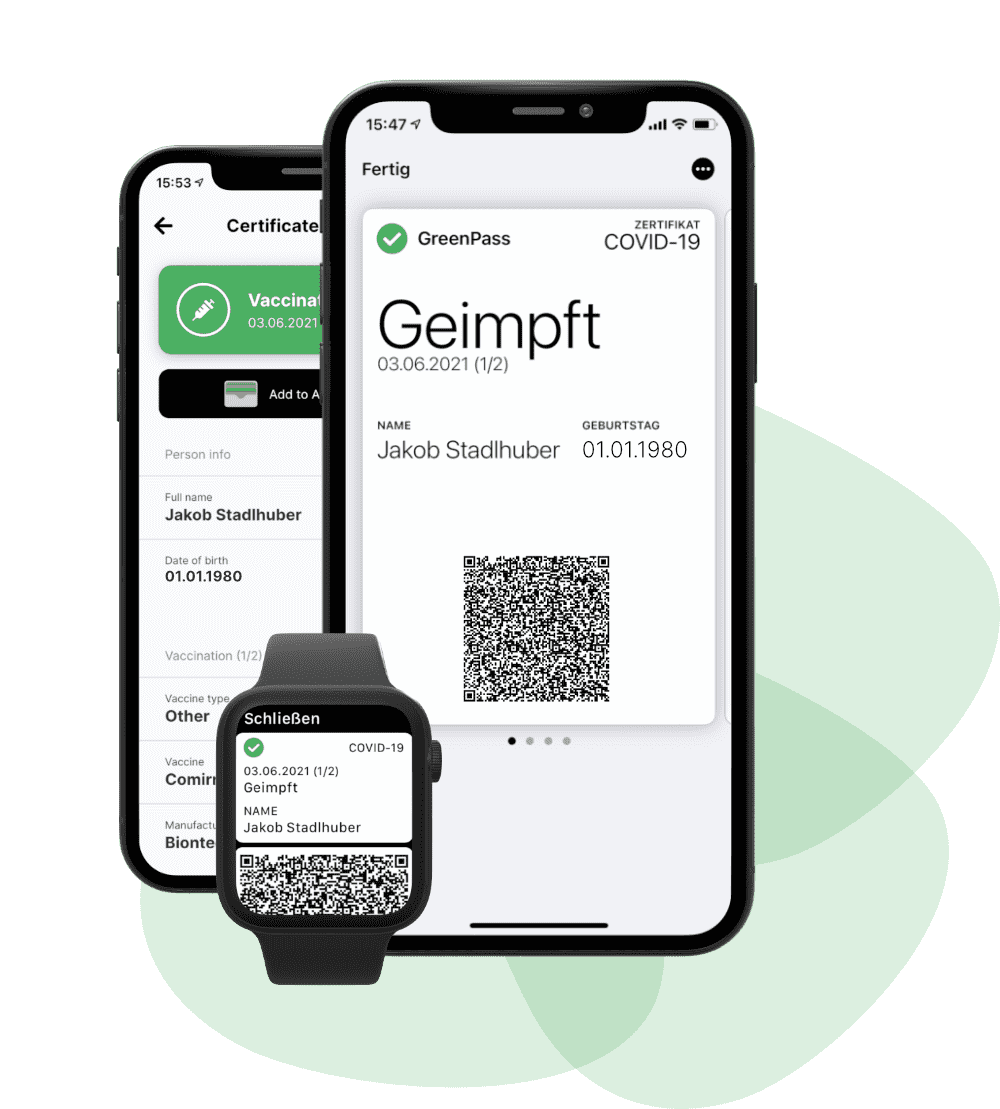 15:47
Fertig
GreenPass
ZERTIFIKAT
COVID-19
Geimpft
03.06.2021 (1/2)
NAME
GEBURTSTAG
Jakob Stadlhuber
01.01.1980
15:53
Certificate
Vaccinat
03.06.2021
Add to A
Person info
Full name
Jakob Stadlhuber
Date of birth
01.01.1980
Vaccination (1/2)
Vaccine type
Other
Vaccine
Comir
Manufactu
Bionte
Schließen
COVID-19
03.06.2021 (1/2)
Geimpft
NAME
Jakob Stadlhuber